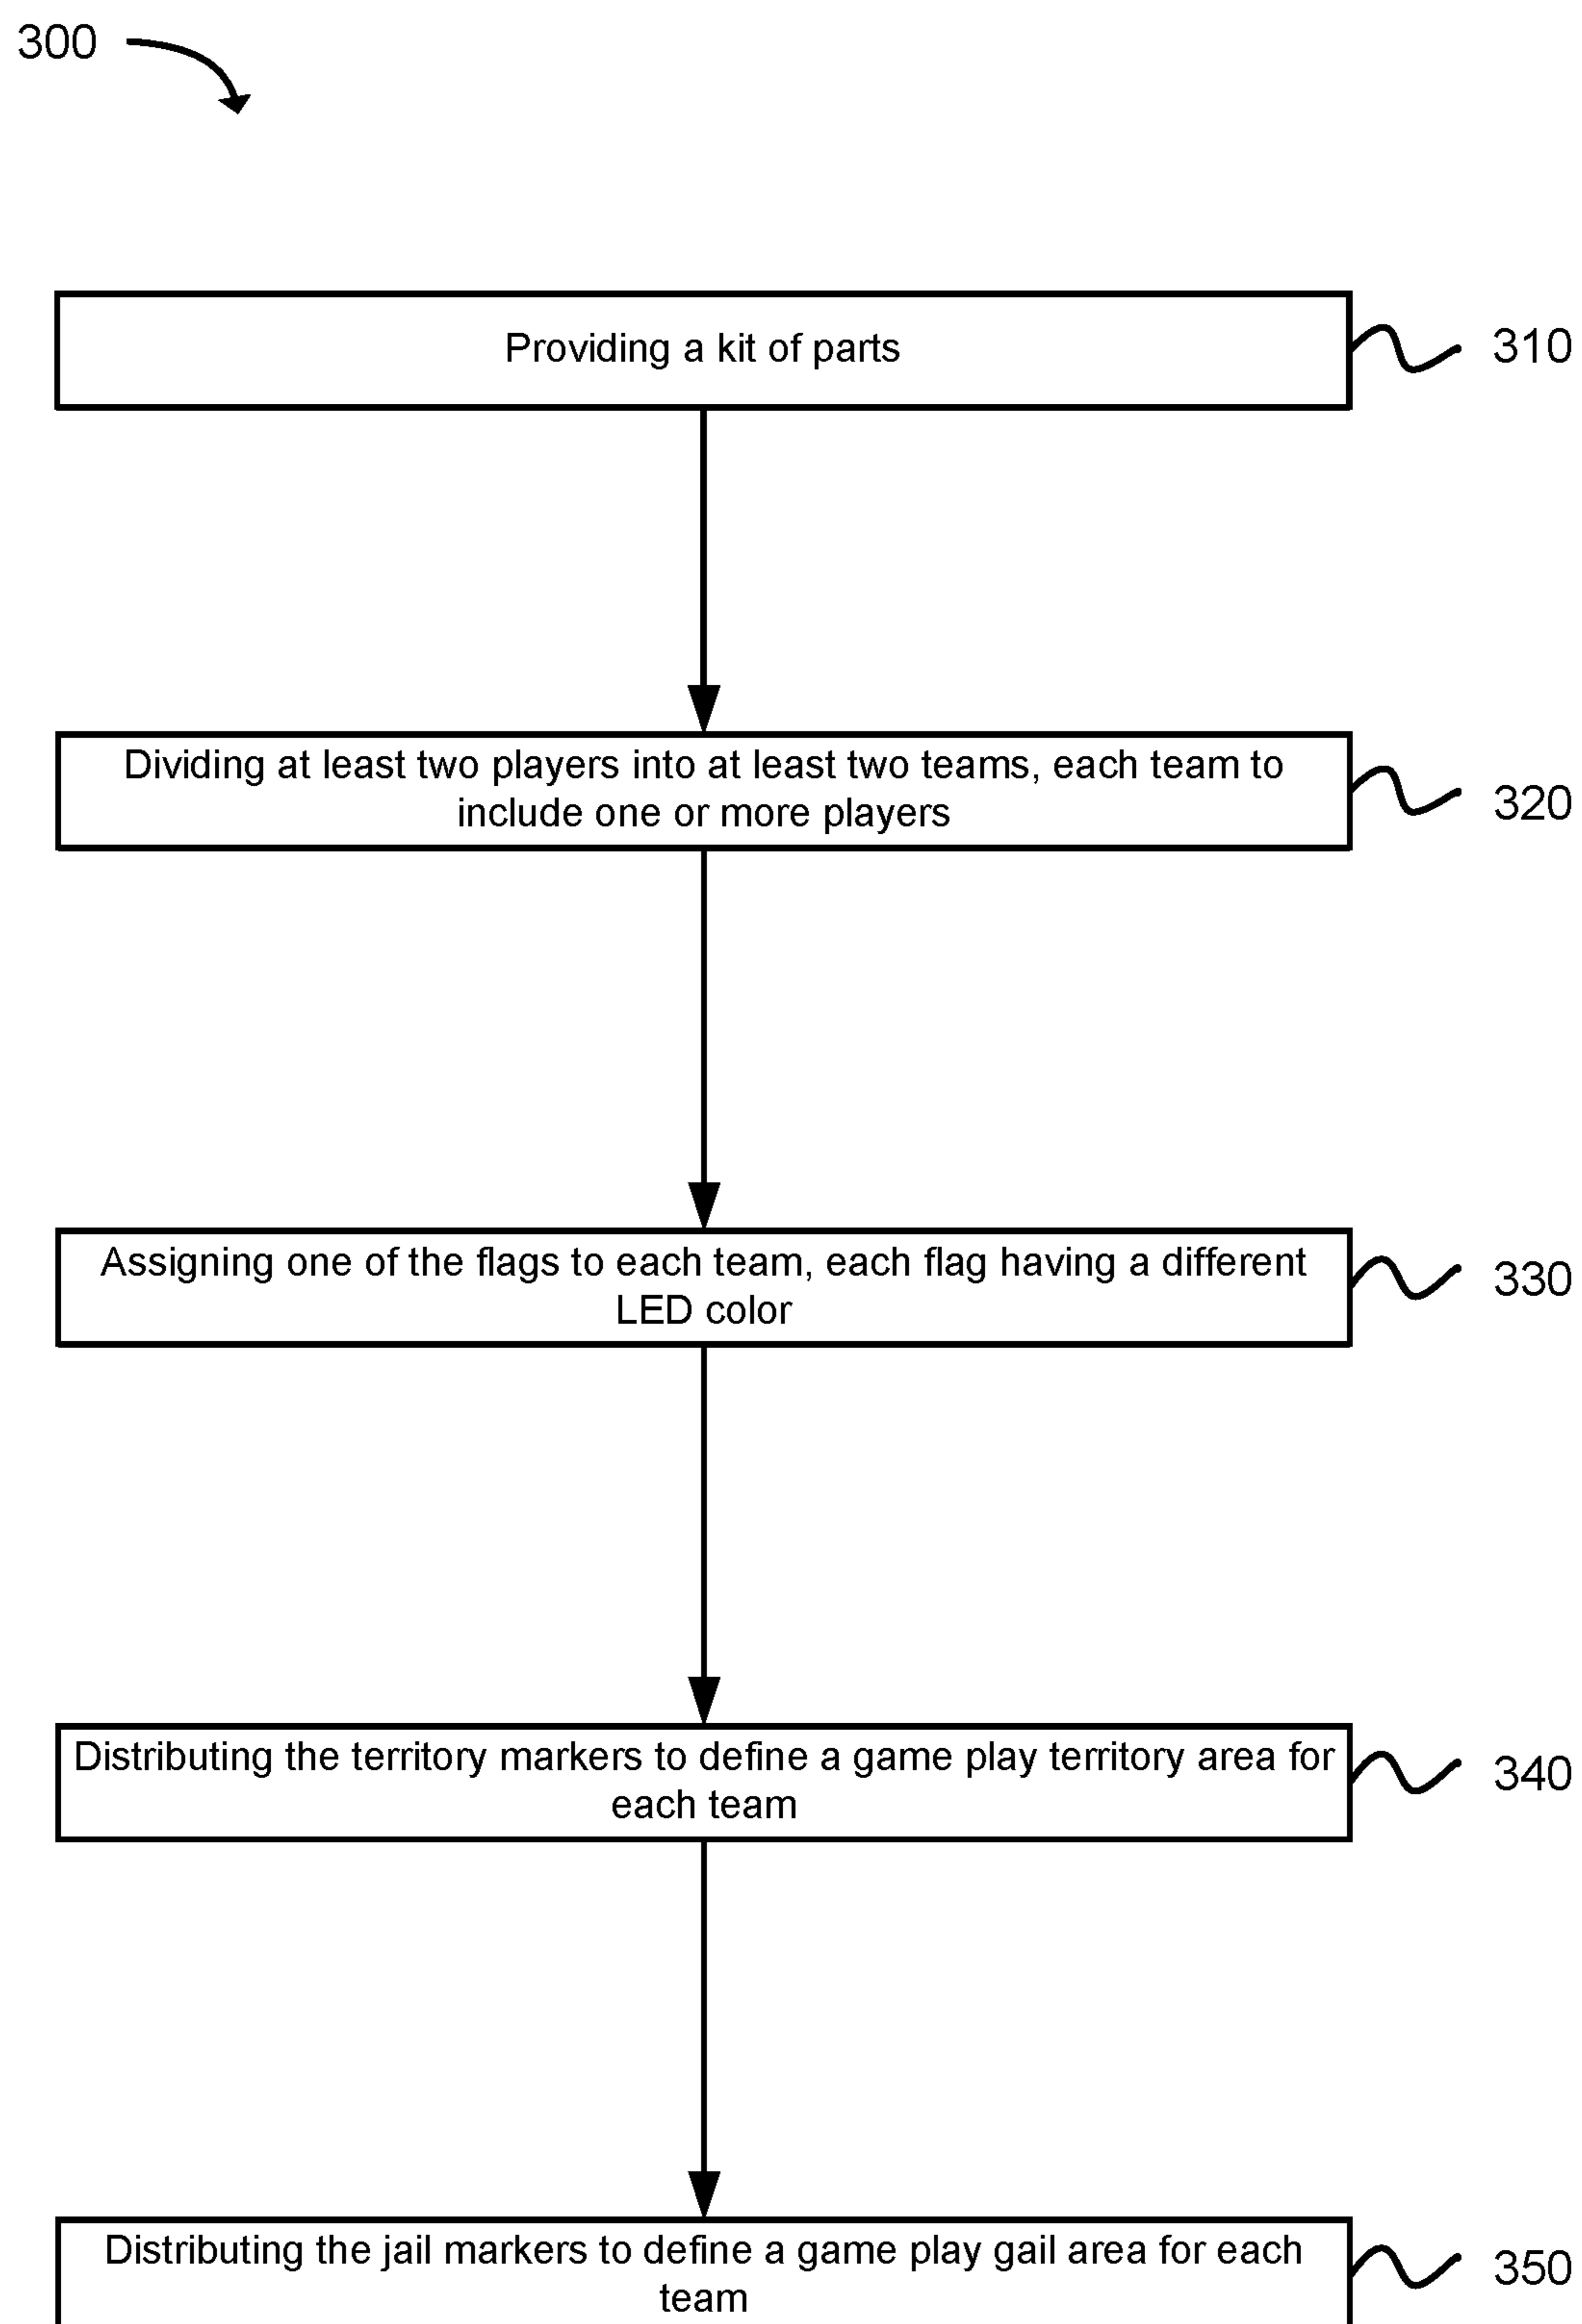 300
Providing a kit of parts
310
Dividing at least two players into at least two teams, each team to
include one or more players
320
Assigning one of the flags to each team, each flag having a different
LED color
330
Distributing the territory markers to define a game play territory area for
each team
340
Distributing the jail markers to define a game play gail area for each
team
350